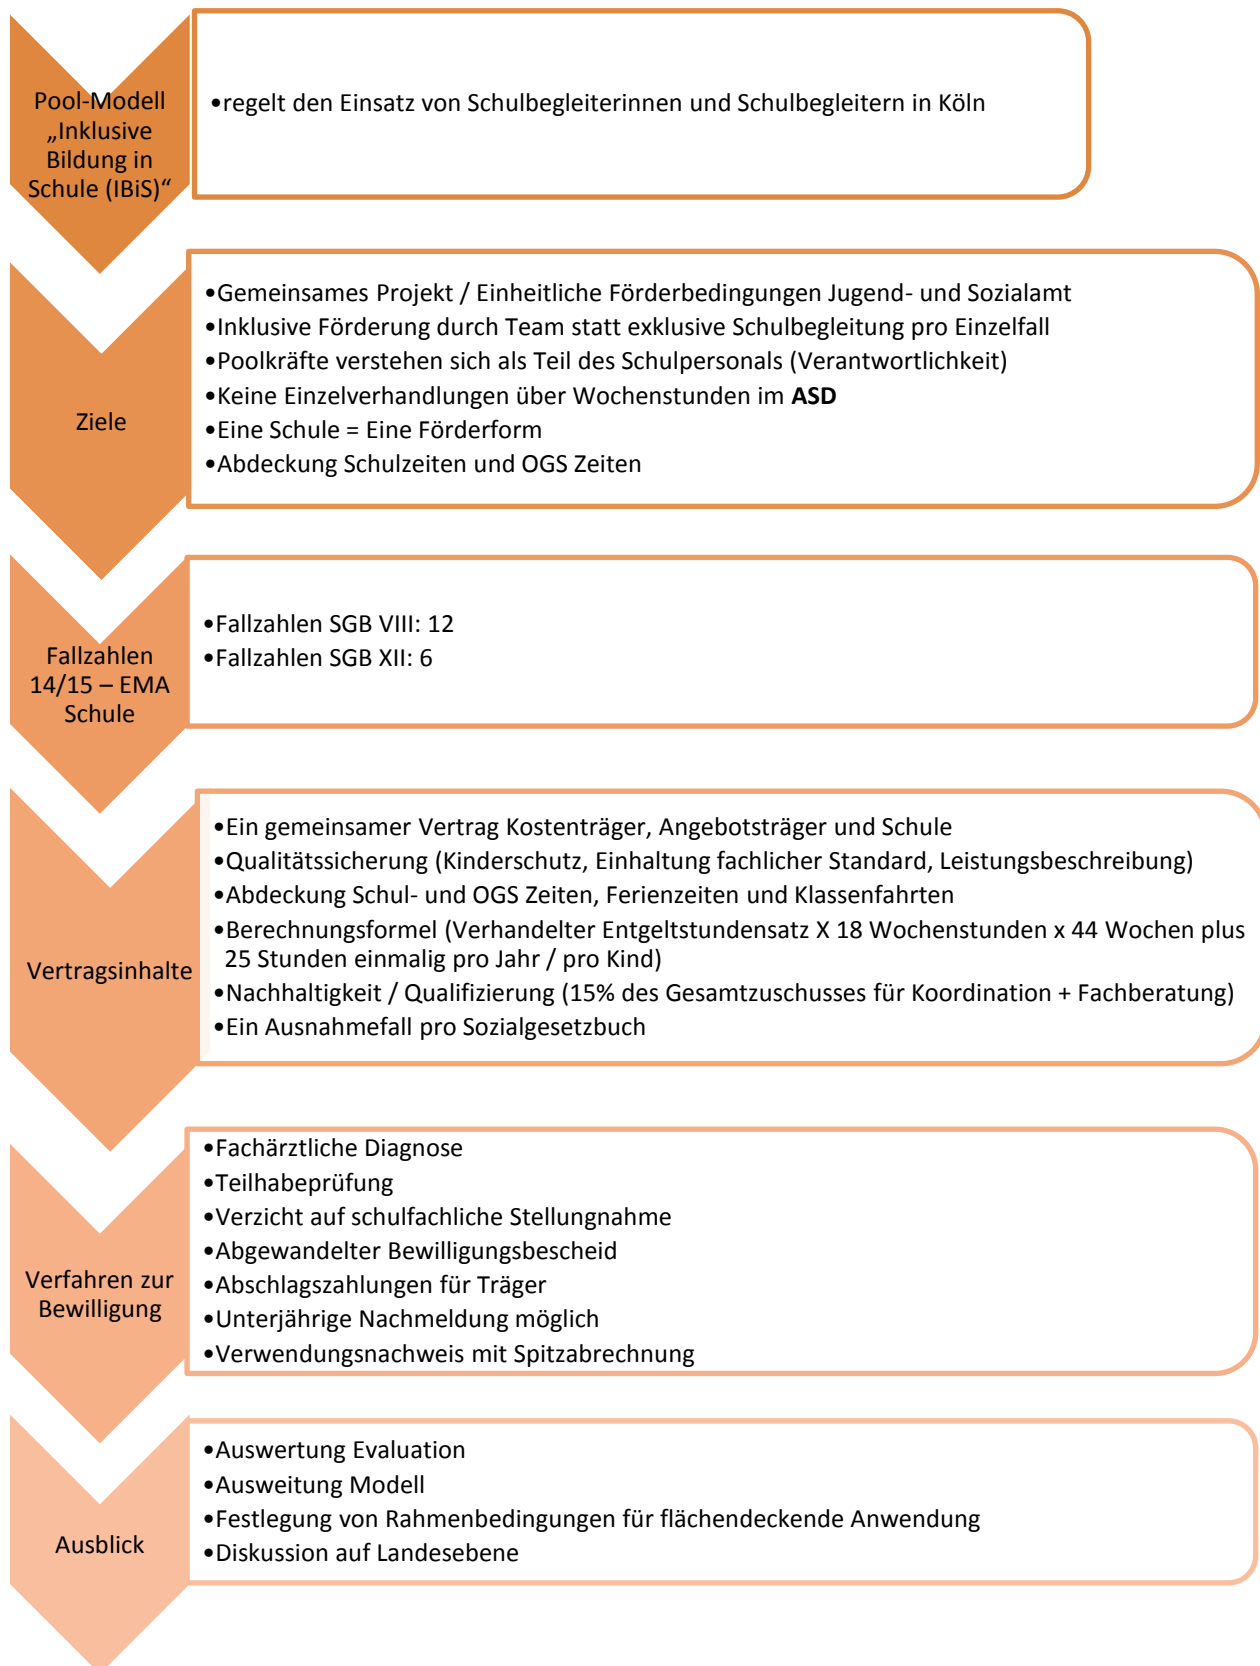 Pool-Modell
„Inklusive
Bildung in
Schule (IBiS)“
•regelt den Einsatz von Schulbegleiterinnen und Schulbegleitern in Köln
Ziele
•Gemeinsames Projekt / Einheitliche Förderbedingungen Jugend- und Sozialamt
•Inklusive Förderung durch Team statt exklusive Schulbegleitung pro Einzelfall
•Poolkräfte verstehen sich als Teil des Schulpersonals (Verantwortlichkeit)
•Keine Einzelverhandlungen über Wochenstunden im ASD
•Eine Schule = Eine Förderform
•Abdeckung Schulzeiten und OGS Zeiten
Fallzahlen
14/15 – EMA
Schule
•Fallzahlen SGB VIII: 12
•Fallzahlen SGB XII: 6
Vertragsinhalte
•Ein gemeinsamer Vertrag Kostenträger, Angebotsträger und Schule
•Qualitätssicherung (Kinderschutz, Einhaltung fachlicher Standard, Leistungsbeschreibung)
•Abdeckung Schul- und OGS Zeiten, Ferienzeiten und Klassenfahrten
•Berechnungsformel (Verhandelter Entgeltstundensatz X 18 Wochenstunden x 44 Wochen plus
25 Stunden einmalig pro Jahr / pro Kind)
•Nachhaltigkeit / Qualifizierung (15% des Gesamtzuschusses für Koordination + Fachberatung)
•Ein Ausnahmefall pro Sozialgesetzbuch
Verfahren zur
Bewilligung
•Fachärztliche Diagnose
•Teilhabeprüfung
•Verzicht auf schulfachliche Stellungnahme
•Abgewandelter Bewilligungsbescheid
•Abschlagszahlungen für Träger
•Unterjährige Nachmeldung möglich
•Verwendungsnachweis mit Spitzabrechnung
Ausblick
•Auswertung Evaluation
•Ausweitung Modell
•Festlegung von Rahmenbedingungen für flächendeckende Anwendung
•Diskussion auf Landesebene